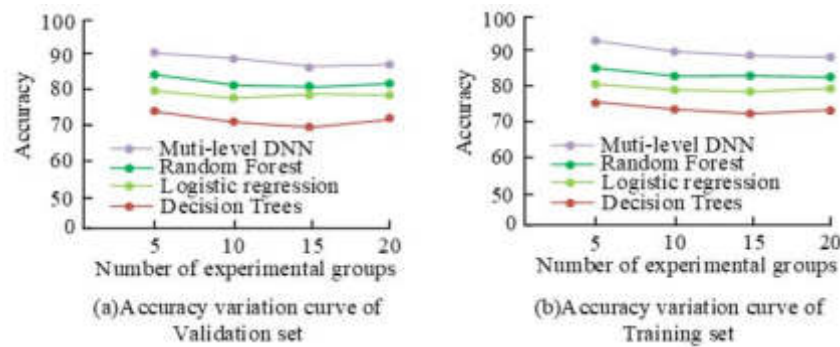 100
90
80
70
60
50
0
Accuracy
Muti-level DNN
Random Forest
Logistic regression
Decision Trees
5 10 15 20
Number of experimental groups
(a)Accuracy variation curve of
Validation set
100
90
80
70
60
50
0
Accuracy
Muti-level DNN
Random Forest
Logistic regression
Decision Trees
5 10 15 20
Number of experimental groups
(b)Accuracy variation curve of
Training set